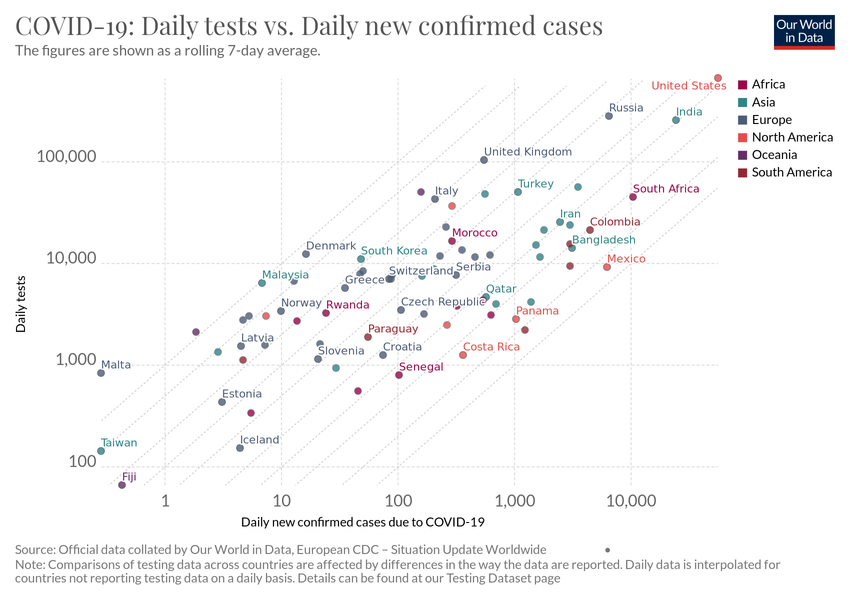 COVID-19: Daily tests vs. Daily new confirmed cases
The figures are shown as a rolling 7-day average.
Our World
in Data
United States
Africa
Asia
Europe
North America
Oceania
South America
Russia
India
100,000
United Kingdom
Turkey
South Africa
Italy
Iran
Colombia
Morocco
Bangladesh
Denmark
South Korea
10,000
Mexico
Malaysia
Greece
Switzerland
Serbia
Qatar
Norway
Rwanda
Czech Republic
Panama
Daily tests
Paraguay
Latvia
Slovenia
Croatia
Costa Rica
1,000
Malta
Senegal
Estonia
Taiwan
Iceland
100
Fiji
1
10
100
1,000
10,000
Daily new confirmed cases due to COVID-19
Source: Official data collated by Our World in Data, European CDC – Situation Update Worldwide
Note: Comparisons of testing data across countries are affected by differences in the way the data are reported. Daily data is interpolated for
countries not reporting testing data on a daily basis. Details can be found at our Testing Dataset page